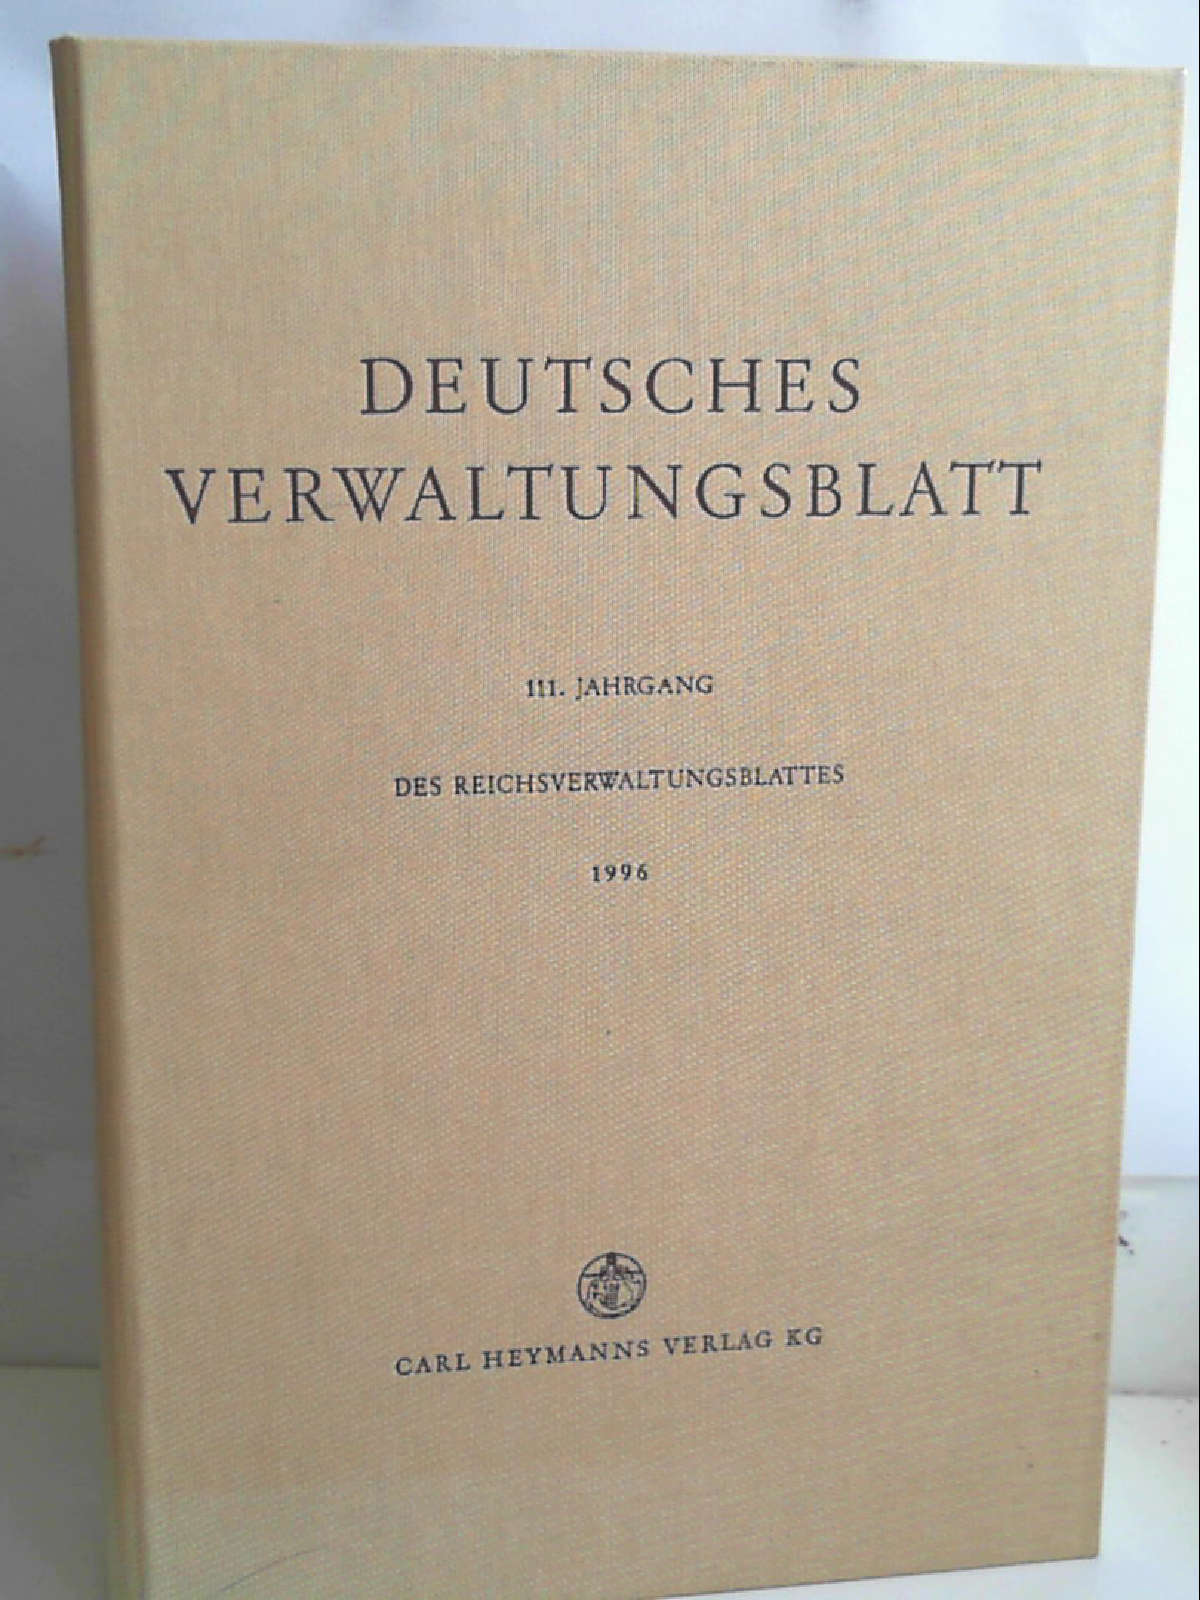 DEUTSCHES
VERWALTUNGSBLATT
111. JAHRGANG
DES REICHSVERWALTUNGSBLATTES
1996
CARL HEYMANNS VERLAG KG